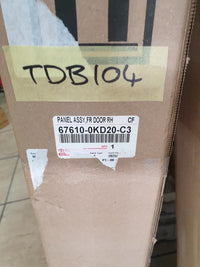 TDB104
PANEL ASSY,FR DOOR RH CF
67610-0KD20-C3
1